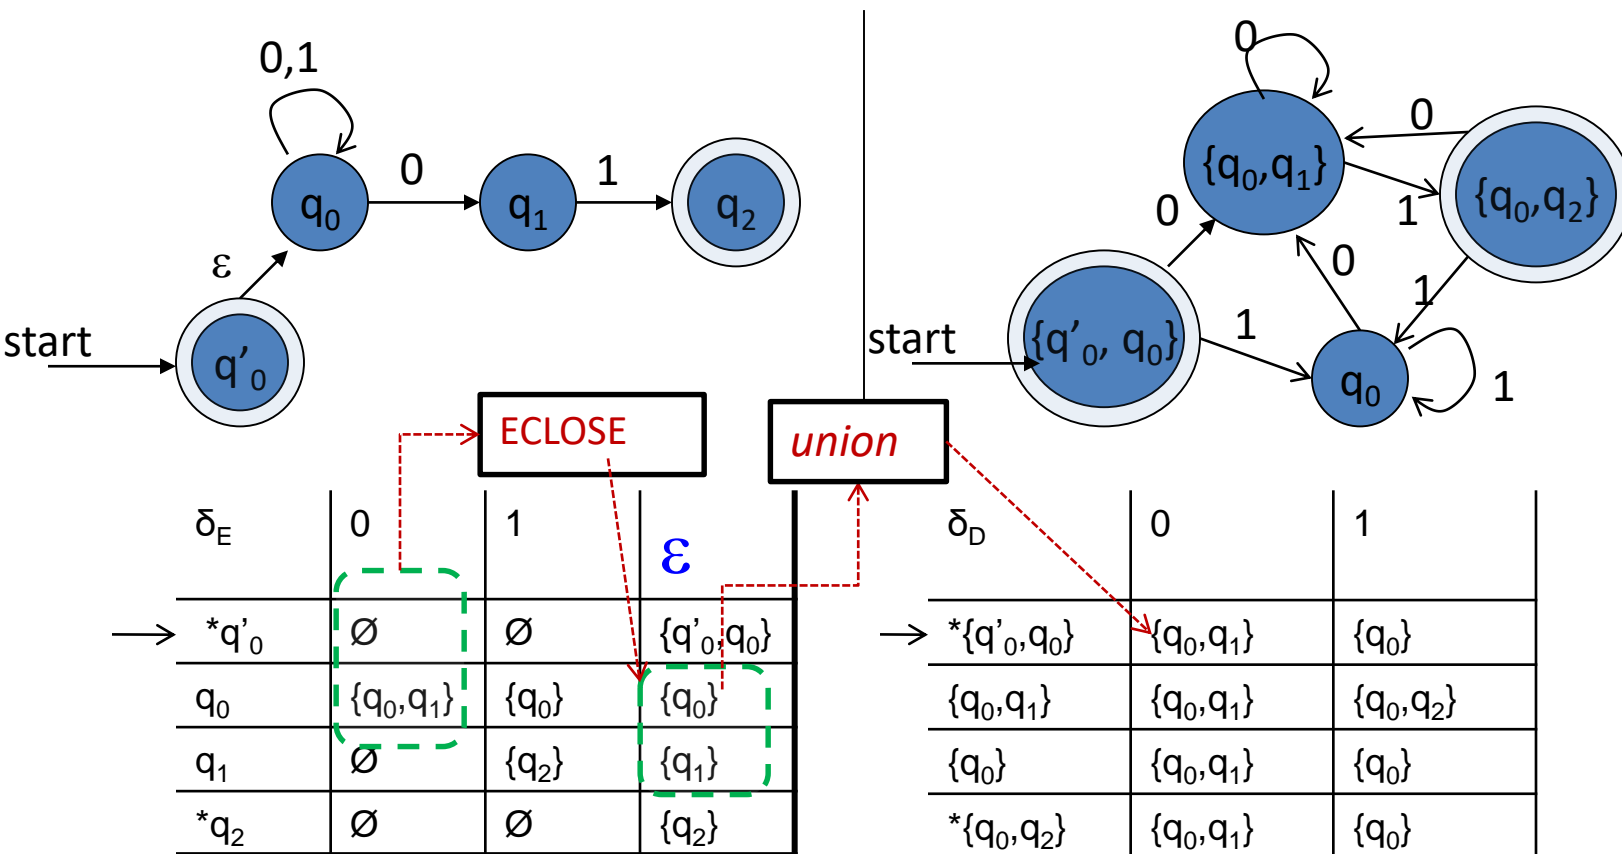 0,1
0
1
q₀
q₁
q₂
ε
start
q’₀
0
0
{q₀,q₁}
{q₀,q₂}
1
0
0
1
1
start
{q’₀, q₀}
q₀
1
ECLOSE
union
δE 0 1 ε
*q’₀ Ø Ø {q’₀,q₀}
q₀ {q₀,q₁} {q₀} {q₀}
q₁ Ø {q₂} {q₁}
*q₂ Ø Ø {q₂}
δD 0 1
*{q’₀,q₀} {q₀,q₁} {q₀}
{q₀,q₁} {q₀,q₁} {q₀,q₂}
{q₀} {q₀,q₁} {q₀}
*{q₀,q₂} {q₀,q₁} {q₀}